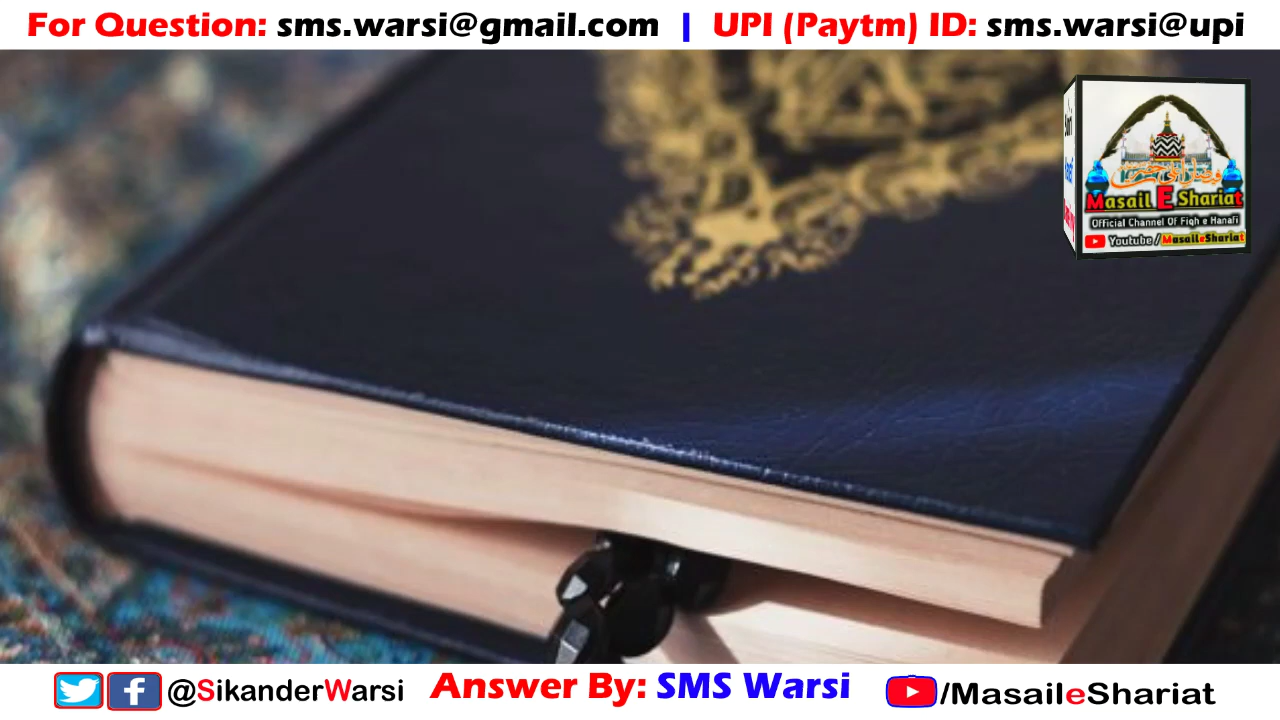 For Question: sms.warsi@gmail.com | UPI (Paytm) ID: sms.warsi@upi
Masail E Shariat
Official Channel Of Fiqh e Hanafi
Youtube / MasaileShariat
@SikanderWarsi Answer By: SMS Warsi /MasaileShariat